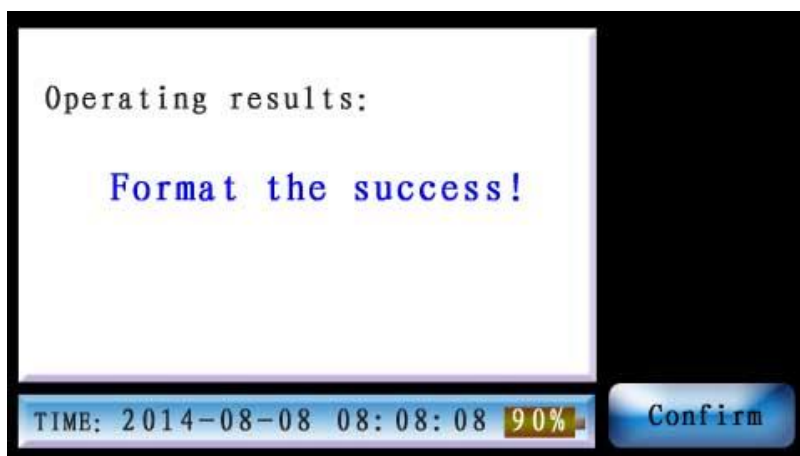 Operating results:
Format the success!
TIME: 2014-08-08 08:08:08 90%
Confirm